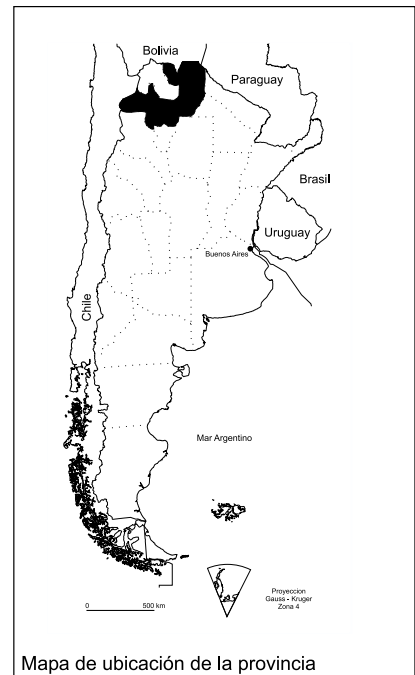 Bolivia
Paraguay
Brasil
Uruguay
Buenos Aires
Chile
Mar Argentino
0 500 km
Proyeccion
Gauss - Kruger
Zona 4
Mapa de ubicación de la provincia